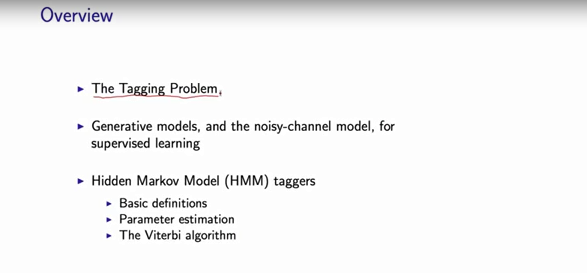 Overview
▶ The Tagging Problem,
▶ Generative models, and the noisy-channel model, for
supervised learning
▶ Hidden Markov Model (HMM) taggers
▶ Basic definitions
▶ Parameter estimation
▶ The Viterbi algorithm